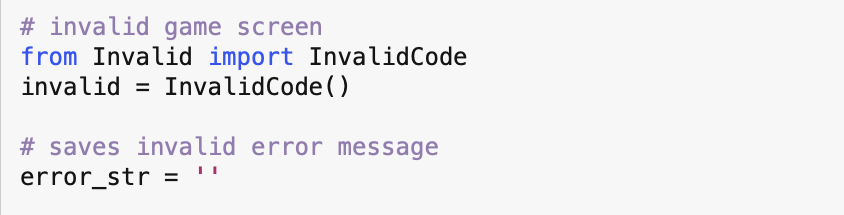 # invalid game screen
from Invalid import InvalidCode
invalid = InvalidCode()
# saves invalid error message
error_str = ''